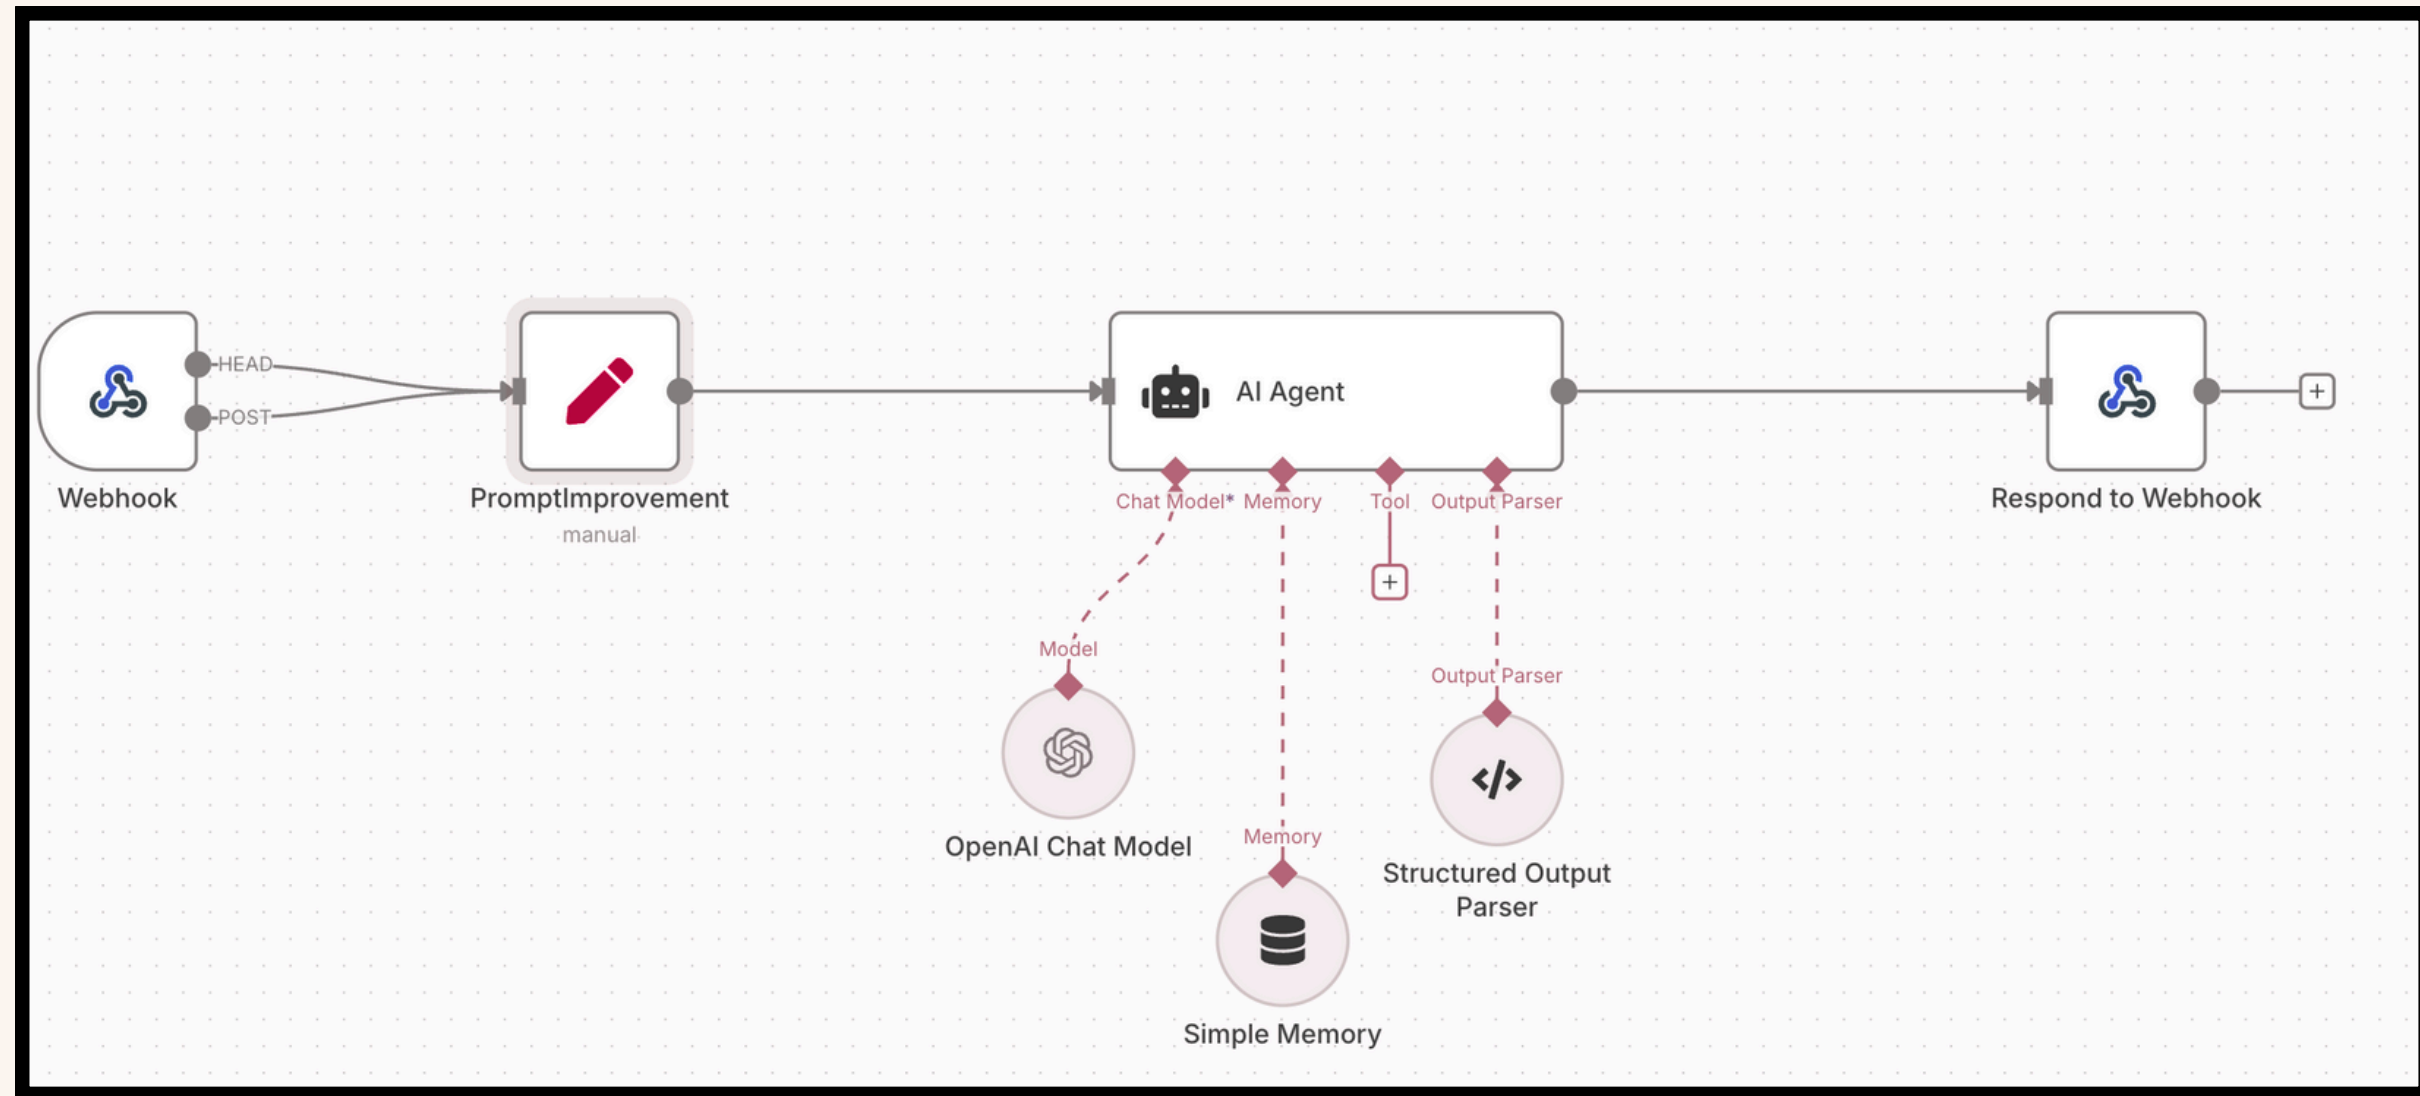 HEAD
POST
Webhook
PromptImprovement
manual
AI Agent
Chat Model*
Memory
Tool
Output Parser
Respond to Webhook
Model
OpenAI Chat Model
Memory
Simple Memory
Output Parser
Structured Output
Parser